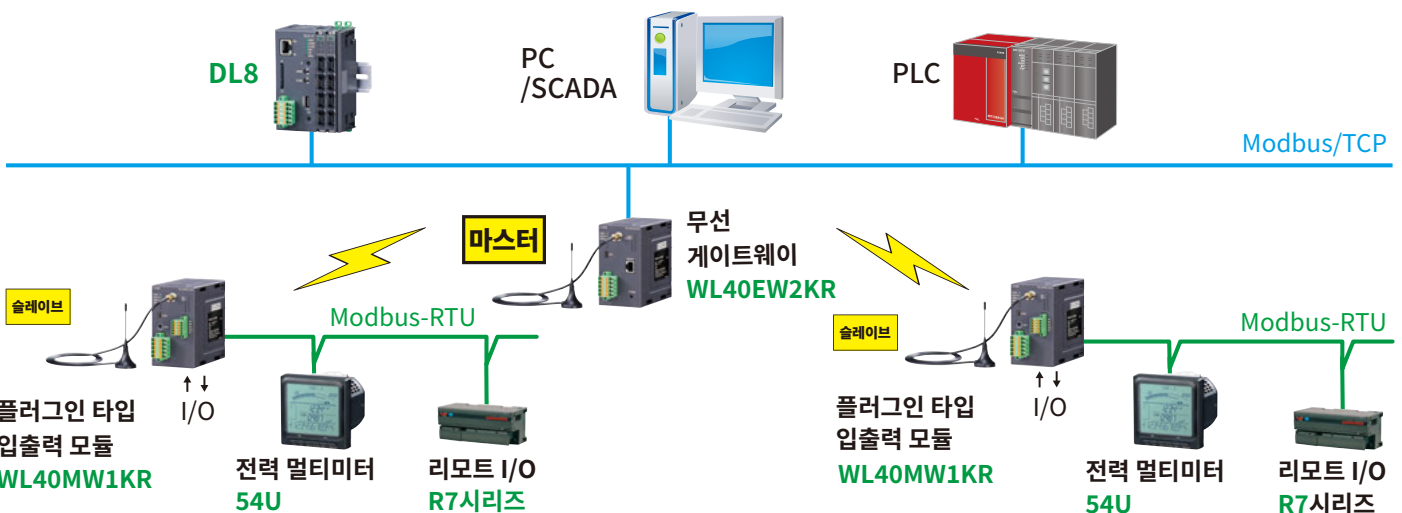 DL8
PC
/SCADA
PLC
Modbus/TCP
마스터
무선
게이트웨이
WL40EW2KR
슬레이브
Modbus-RTU
I/O
플러그인 타입
입출력 모듈
WL40MW1KR
전력 멀티미터
54U
리모트 I/O
R7시리즈
슬레이브
Modbus-RTU
I/O
플러그인 타입
입출력 모듈
WL40MW1KR
전력 멀티미터
54U
리모트 I/O
R7시리즈